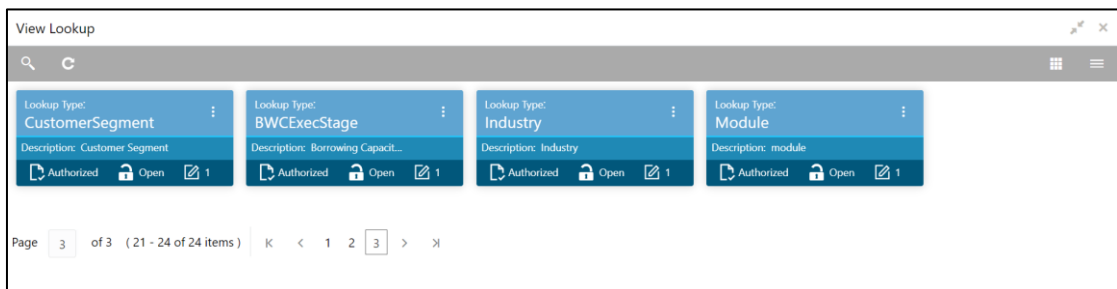 View Lookup
Lookup Type: Lookup Type: Lookup Type: Lookup Type:
CustomerSegment BWCExecStage Industry Module
Description: Customer Segment Description: Borrowing Capacit... Description: Industry Description: module
Authorized Open 1 Authorized Open 1 Authorized Open 1 Authorized Open 1
Page 3 of 3 ( 21 - 24 of 24 items ) 1 2 3